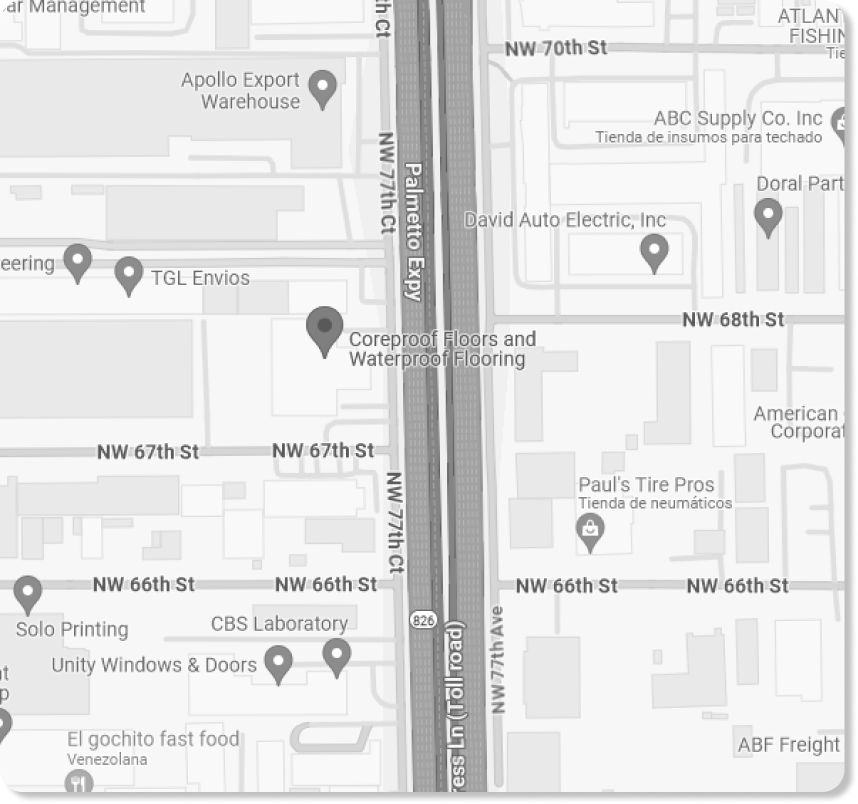 ar Management
ATLAN
FISHIN
Tie
NW 70th St
Apollo Export
Warehouse
ABC Supply Co. Inc
Tienda de insumos para techado
NW 77th Ct
Palmetto Expy
Doral Part
David Auto Electric, Inc
eering
TGL Envios
NW 68th St
Coreproof Floors and
Waterproof Flooring
American
Corporat
NW 67th St
NW 67th St
NW 77th Ct
Paul's Tire Pros
Tienda de neumáticos
NW 66th St
NW 66th St
NW 66th St
NW 66th St
Solo Printing
CBS Laboratory
826
Unity Windows & Doors
NW 77th Ave
ress Ln (Toll road)
El gochito fast food
Venezolana
ABF Freight